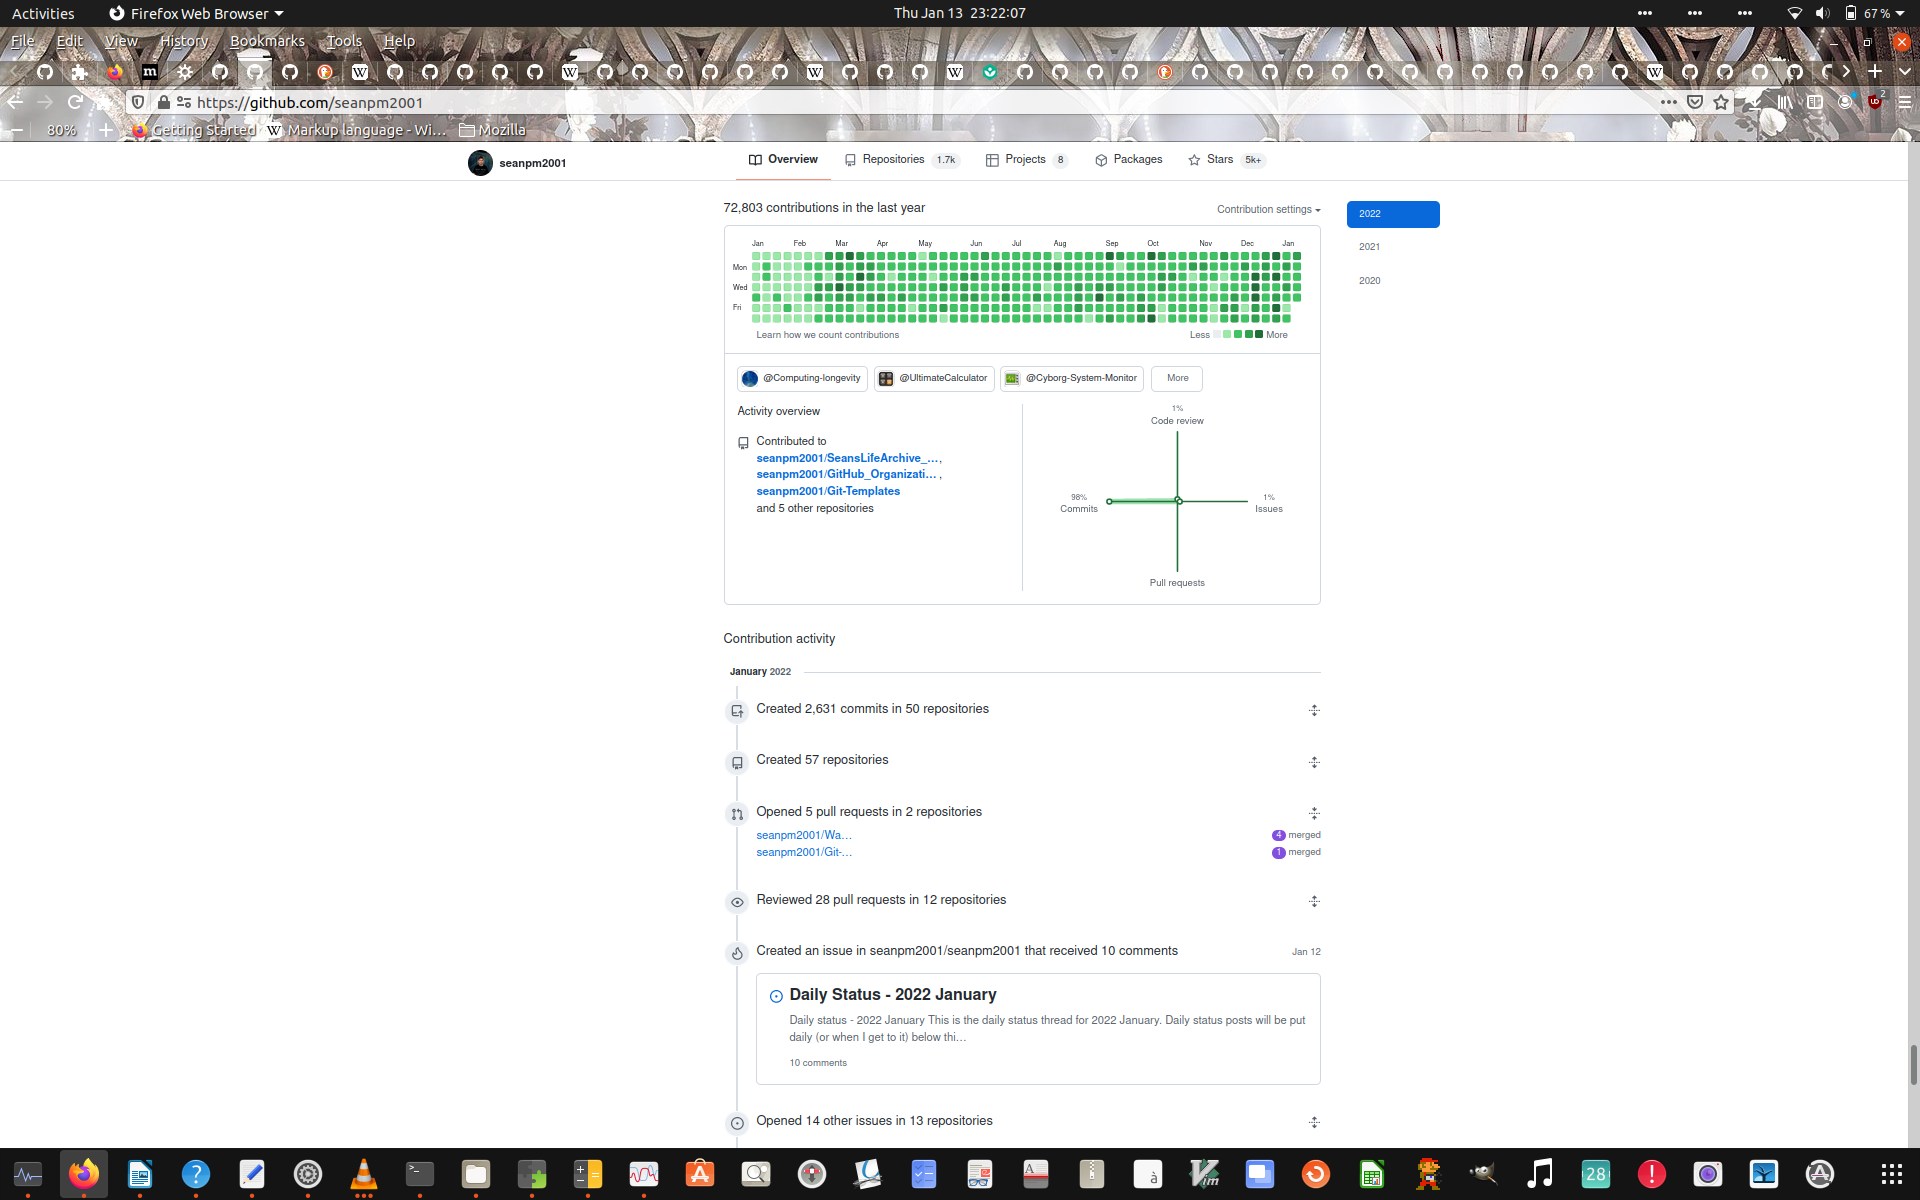 Activities
Firefox Web Browser
Thu Jan 13 23:22:07
67 %
File Edit View History Bookmarks Tools Help
https://github.com/seanpm2001
2
80%
Getting Started
Markup language - Wi…
Mozilla
seanpm2001
Overview
Repositories 1.7k
Projects 8
Packages
Stars 5k+
72,803 contributions in the last year
Contribution settings
2022
2021
2020
Jan Feb Mar Apr May Jun Jul Aug Sep Oct Nov Dec Jan
Mon
Wed
Fri
Learn how we count contributions
Less More
@Computing-longevity
@UltimateCalculator
@Cyborg-System-Monitor
More
Activity overview
Contributed to
seanpm2001/SeansLifeArchive_…,
seanpm2001/GitHub_Organizati… ,
seanpm2001/Git-Templates
and 5 other repositories
1%
Code review
98%
Commits
1%
Issues
Pull requests
Contribution activity
January 2022
Created 2,631 commits in 50 repositories
Created 57 repositories
Opened 5 pull requests in 2 repositories
seanpm2001/Wa… 4 merged
seanpm2001/Git-… 1 merged
Reviewed 28 pull requests in 12 repositories
Created an issue in seanpm2001/seanpm2001 that received 10 comments
Jan 12
Daily Status - 2022 January
Daily status - 2022 January This is the daily status thread for 2022 January. Daily status posts will be put
daily (or when I get to it) below thi…
10 comments
Opened 14 other issues in 13 repositories
28